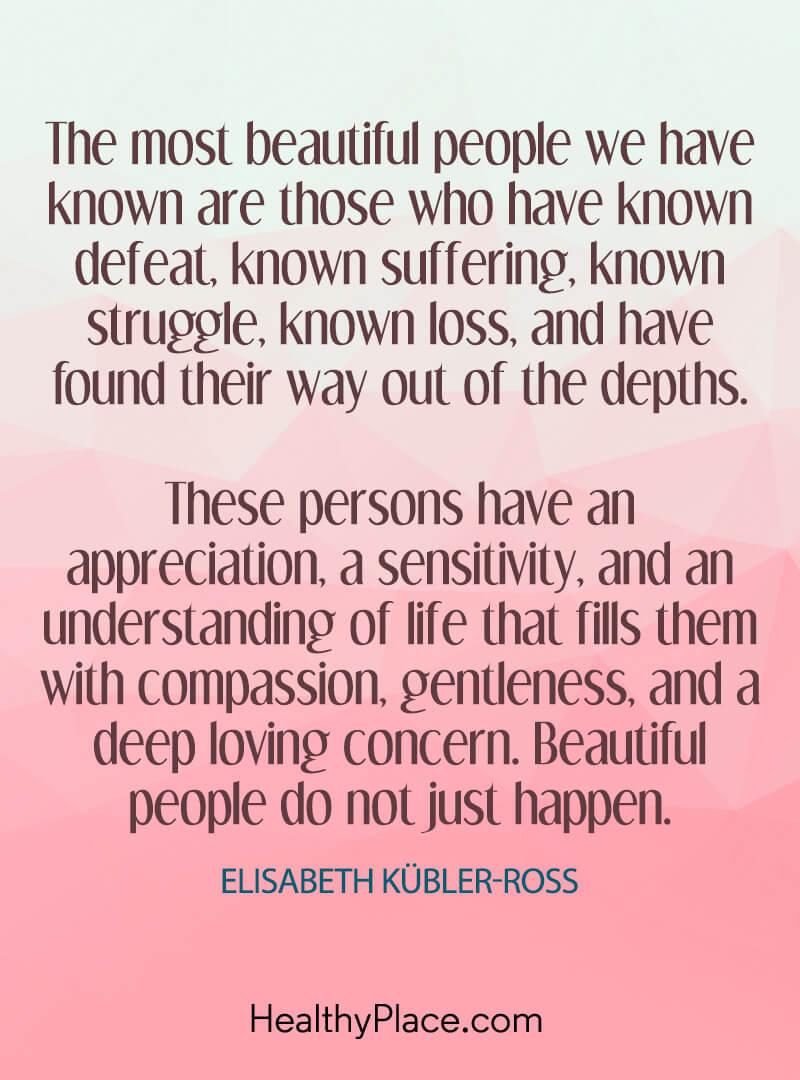 The most beautiful people we have
known are those who have known
defeat, known suffering, known
struggle, known loss, and have
found their way out of the depths.
These persons have an
appreciation, a sensitivity, and an
understanding of life that fills them
with compassion, gentleness, and a
deep loving concern. Beautiful
people do not just happen.
ELISABETH KÜBLER-ROSS
HealthyPlace.com